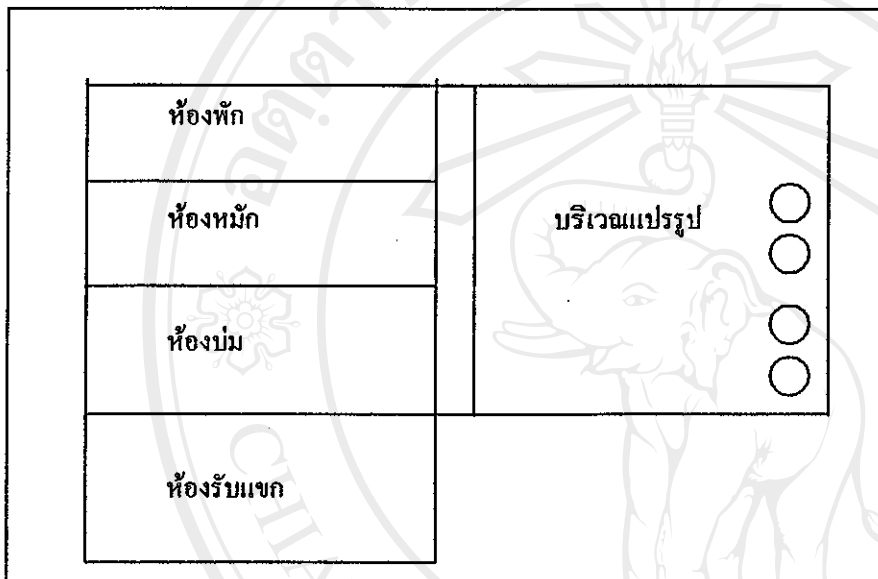 ห้องพัก
ห้องหมัก
บริเวณแปรรูป
ห้องบ่ม
ห้องรับแขก